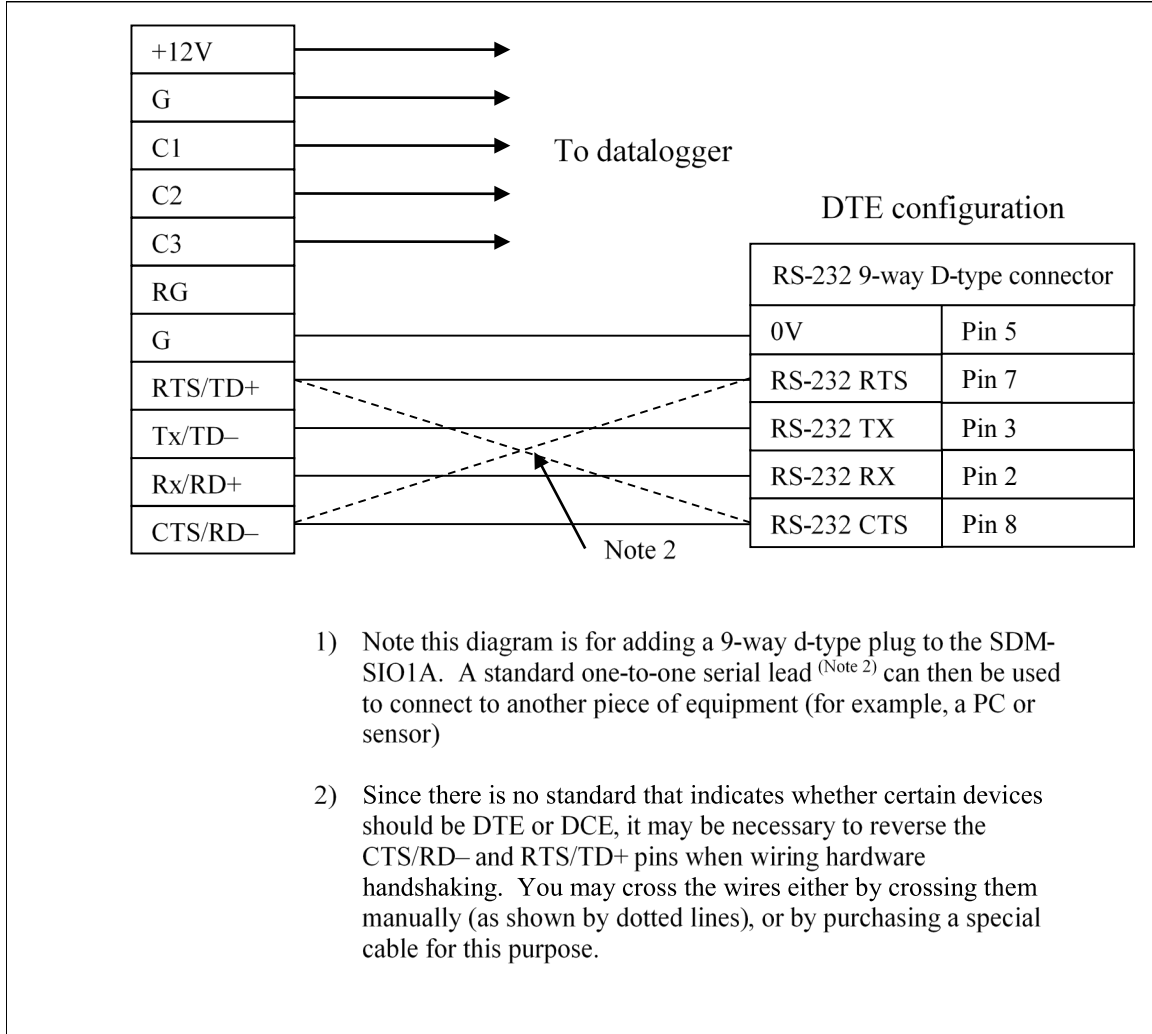 +12V
G
C1
C2
C3
RG
G
RTS/TD+
Tx/TD–
Rx/RD+
CTS/RD–
To datalogger
DTE configuration
RS-232 9-way D-type connector
0V Pin 5
RS-232 RTS Pin 7
RS-232 TX Pin 3
RS-232 RX Pin 2
RS-232 CTS Pin 8
Note 2
1) Note this diagram is for adding a 9-way d-type plug to the SDM-
SIO1A. A standard one-to-one serial lead (Note 2) can then be used
to connect to another piece of equipment (for example, a PC or
sensor)
2) Since there is no standard that indicates whether certain devices
should be DTE or DCE, it may be necessary to reverse the
CTS/RD– and RTS/TD+ pins when wiring hardware
handshaking. You may cross the wires either by crossing them
manually (as shown by dotted lines), or by purchasing a special
cable for this purpose.